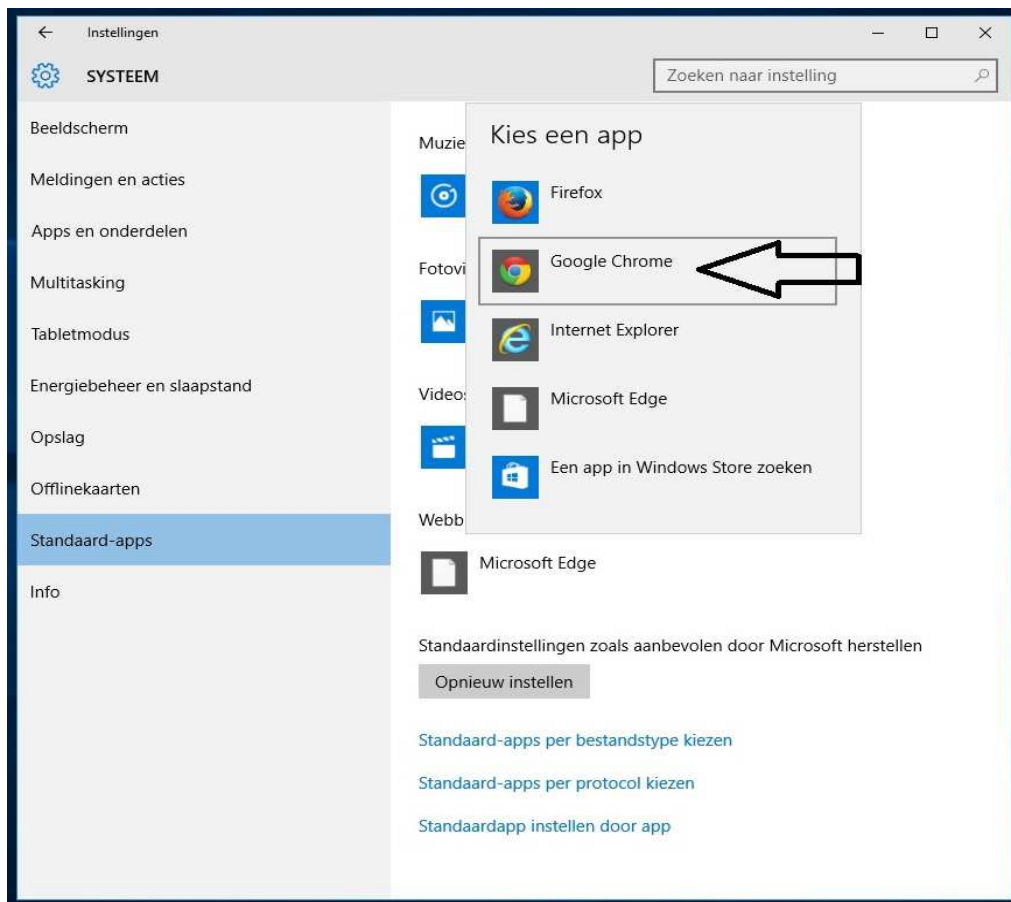 Instellingen
SYSTEEM
Zoeken naar instelling
Beeldscherm
Meldingen en acties
Apps en onderdelen
Multitasking
Tabletmodus
Energiebeheer en slaapstand
Opslag
Offlinekaarten
Standaard-apps
Info
Muzie
Fotovi
Videos
Webb
Kies een app
Firefox
Google Chrome
Internet Explorer
Microsoft Edge
Een app in Windows Store zoeken
Microsoft Edge
Standaardinstellingen zoals aanbevolen door Microsoft herstellen
Opnieuw instellen
Standaard-apps per bestandstype kiezen
Standaard-apps per protocol kiezen
Standaardapp instellen door app